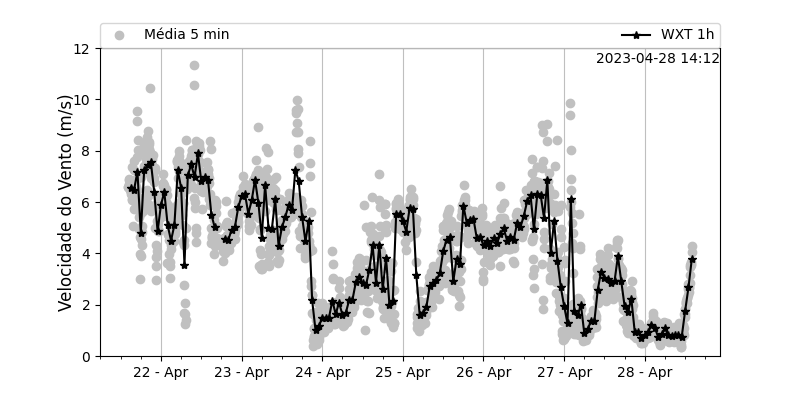 Média 5 min
WXT 1h
2023-04-28 14:12
Velocidade do Vento (m/s)
12
10
8
6
4
2
0
22 - Apr
23 - Apr
24 - Apr
25 - Apr
26 - Apr
27 - Apr
28 - Apr